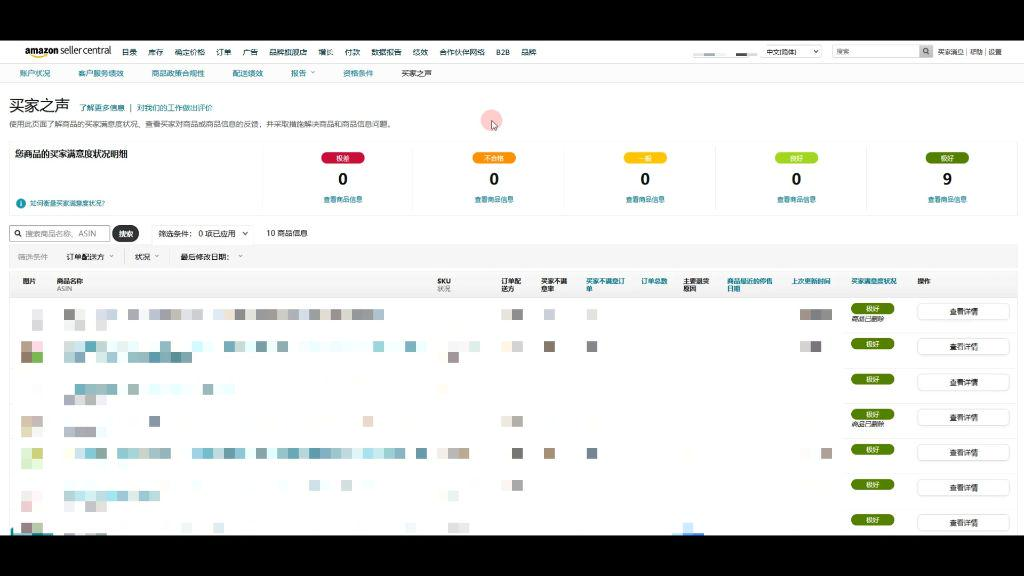 amazon seller central 目录 库存 确定价格 订单 广告 品牌旗舰店 增长 付款 数据报告 绩效 合作伙伴网络 B2B 品牌 中文(简体) 搜索 买家消息 | 帮助 | 设置
账户状况 客户服务绩效 商品政策合规性 配送绩效 报告 资格条件 买家之声
买家之声 了解更多信息 | 对我们的工作做出评价
使用此页面了解商品的买家满意度状况、查看买家对商品或商品信息的反馈，并采取措施解决商品和商品信息问题。
您商品的买家满意度状况明细
极差 不合格 一般 良好 极好
0 0 0 0 9
查看商品信息 查看商品信息 查看商品信息 查看商品信息 查看商品信息
如何衡量买家满意度状况?
搜索商品名称、ASIN 搜索 筛选条件： 0 项已应用 10 商品信息
筛选条件 订单配送方 状况 最后修改日期：
图片 商品名称 SKU 订单配送方 买家不满意率 买家不满意订单 订单总数 主要退货原因 商品最近的停售日期 上次更新时间 买家满意度状况 操作
ASIN 状况
极好 查看详情
商品已删除
极好 查看详情
极好 查看详情
极好 查看详情
商品已删除
极好 查看详情
极好 查看详情
极好 查看详情